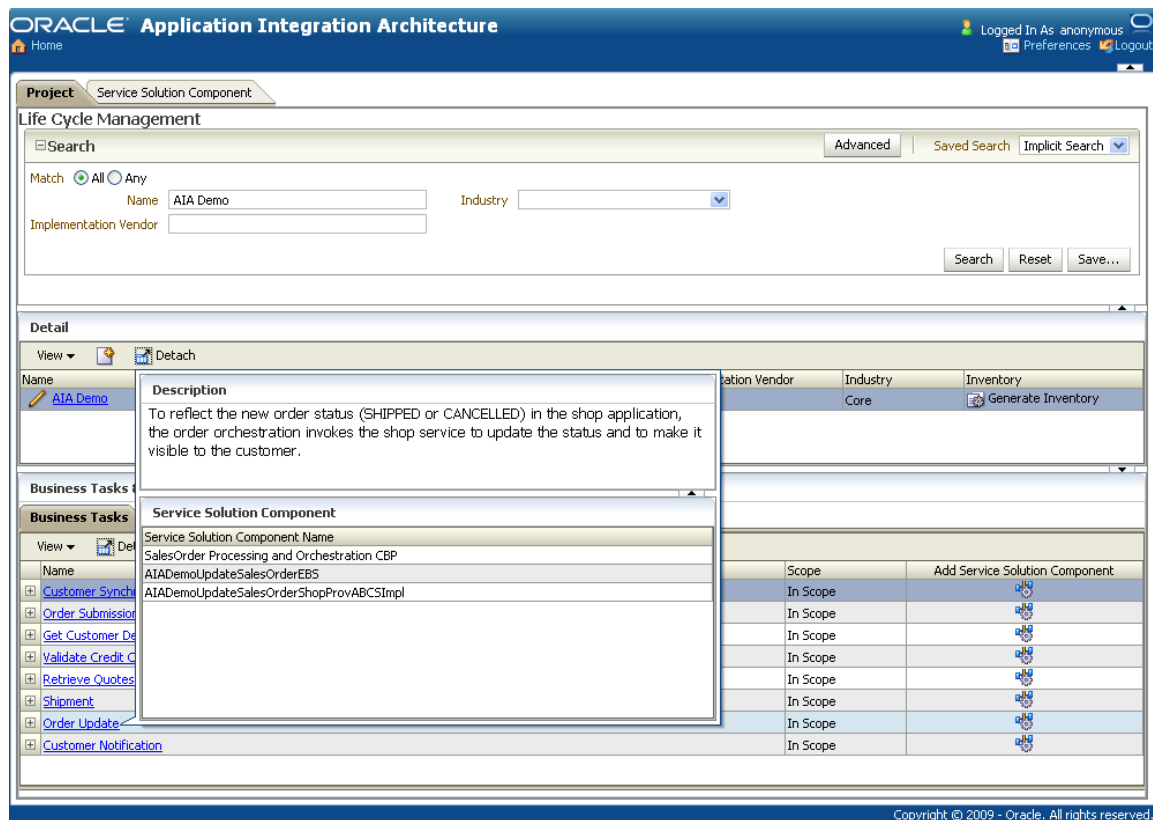 ORACLE Application Integration Architecture
Logged In As anonymous
Home
Preferences Logout
Project Service Solution Component
Life Cycle Management
Search Advanced Saved Search Implicit Search
Match All Any
Name AIA Demo Industry
Implementation Vendor
Search Reset Save...
Detail
View Detach
Name Vendor Industry Inventory
AIA Demo Core Generate Inventory
Description
To reflect the new order status (SHIPPED or CANCELLED) in the shop application,
the order orchestration invokes the shop service to update the status and to make it
visible to the customer.
Business Tasks
Business Tasks Service Solution Component
View
Service Solution Component Name
SalesOrder Processing and Orchestration CBP
AIADemoUpdateSalesOrderEBS
AIADemoUpdateSalesOrderShopProvABCSImpl
Name Scope Add Service Solution Component
Customer In Scope
Order Submission In Scope
Get Customer In Scope
Validate Credit In Scope
Retrieve Quotes In Scope
Shipment In Scope
Order Update In Scope
Customer Notification In Scope
Copyright © 2009 - Oracle. All rights reserved.